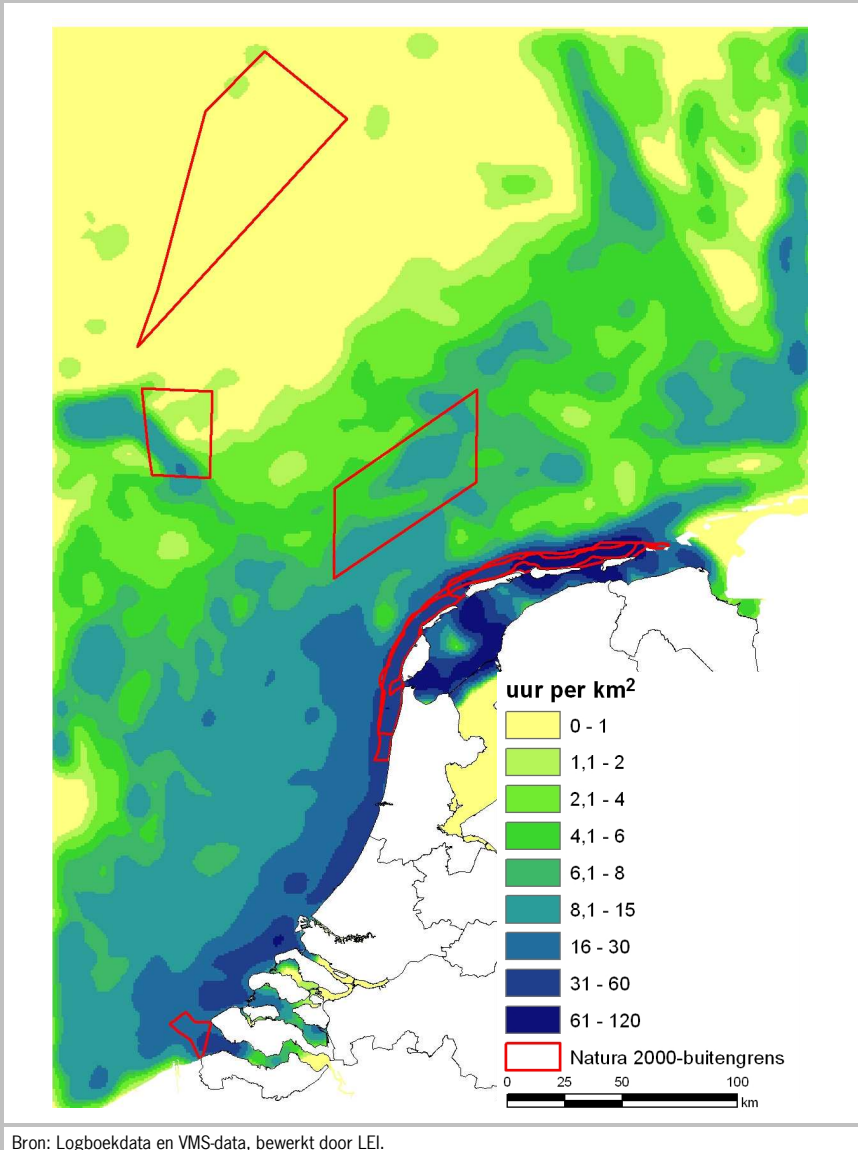 uur per km2
0 - 1
1,1 - 2
2,1 - 4
4,1 - 6
6,1 - 8
8,1 - 15
16 - 30
31 - 60
61 - 120
Natura 2000-buitengrens
0 25 50 100
km
Bron: Logboekdata en VMS-data, bewerkt door LEI.